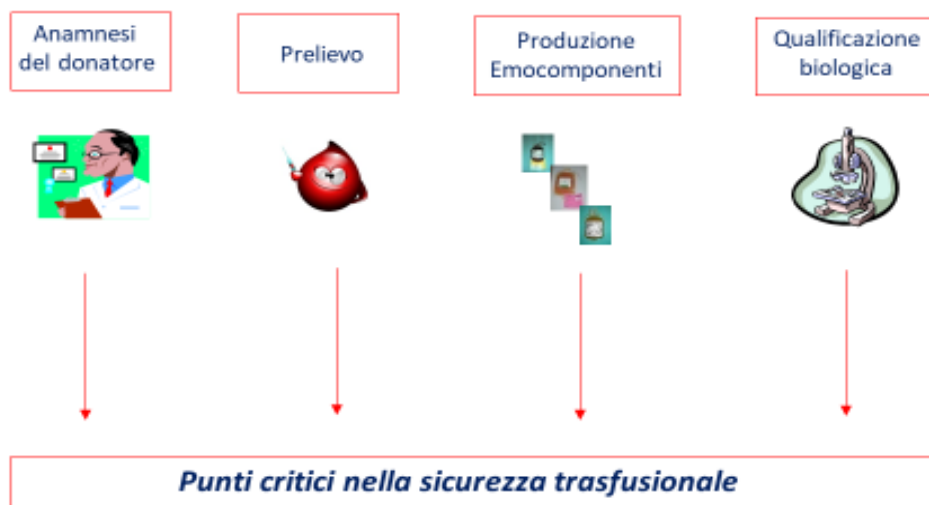 Anamnesi
del donatore
Prelievo
Produzione
Emocomponenti
Qualificazione
biologica
Punti critici nella sicurezza trasfusionale